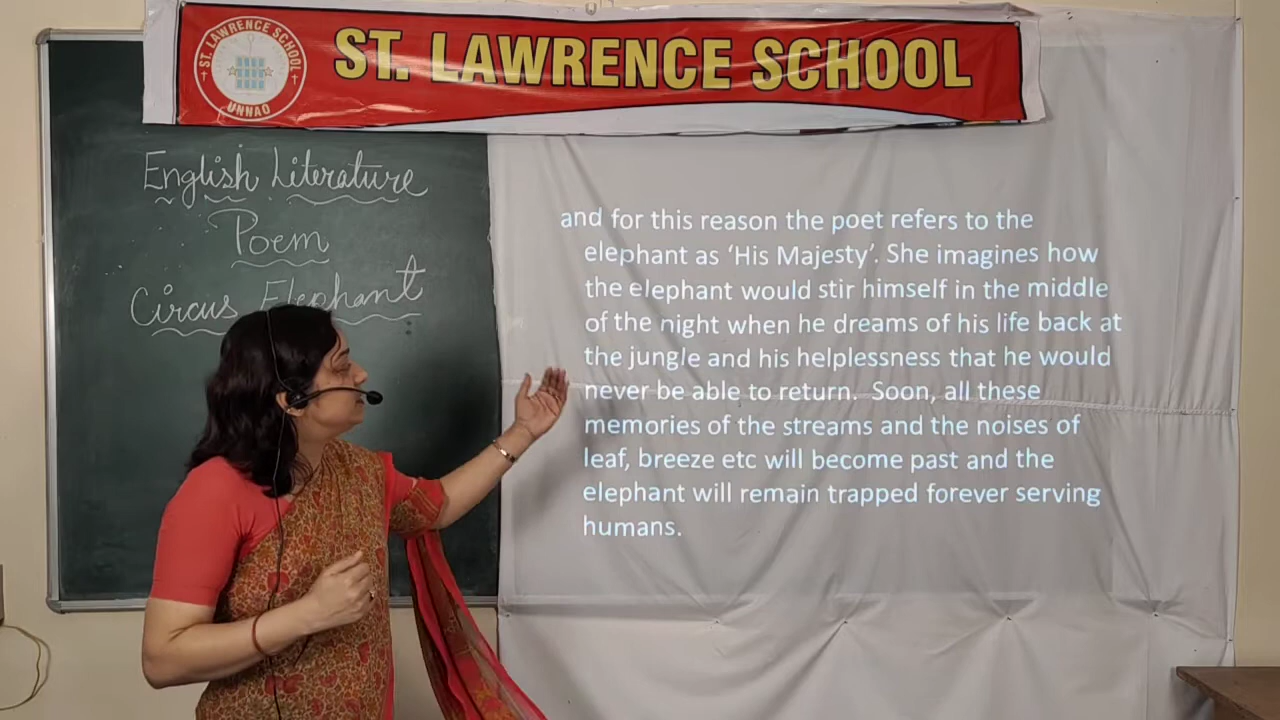 ST. LAWRENCE SCHOOL
ST. LAWRENCE SCHOOL
UNNAO
English Literature
Poem
Circus Elephant
and for this reason the poet refers to the
elephant as ‘His Majesty’. She imagines how
the elephant would stir himself in the middle
of the night when he dreams of his life back at
the jungle and his helplessness that he would
never be able to return. Soon, all these
memories of the streams and the noises of
leaf, breeze etc will become past and the
elephant will remain trapped forever serving
humans.